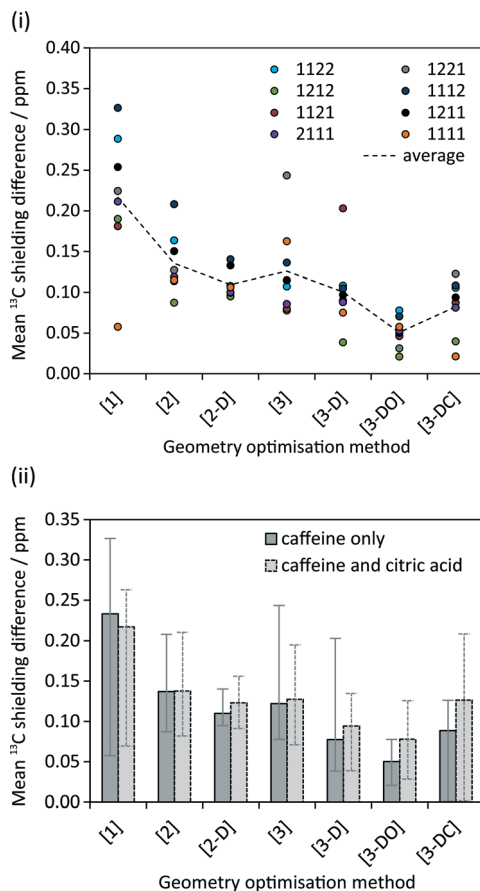 (i)
0.40
0.35
0.30
0.25
0.20
0.15
0.10
0.05
0.00
Mean ¹³C shielding difference / ppm
1122 1221
1212 1112
1121 1211
2111 1111
average
[1] [2] [2-D] [3] [3-D] [3-DO] [3-DC]
Geometry optimisation method
(ii)
0.35
0.30
0.25
0.20
0.15
0.10
0.05
0.00
Mean ¹³C shielding difference / ppm
caffeine only
caffeine and citric acid
[1] [2] [2-D] [3] [3-D] [3-DO] [3-DC]
Geometry optimisation method